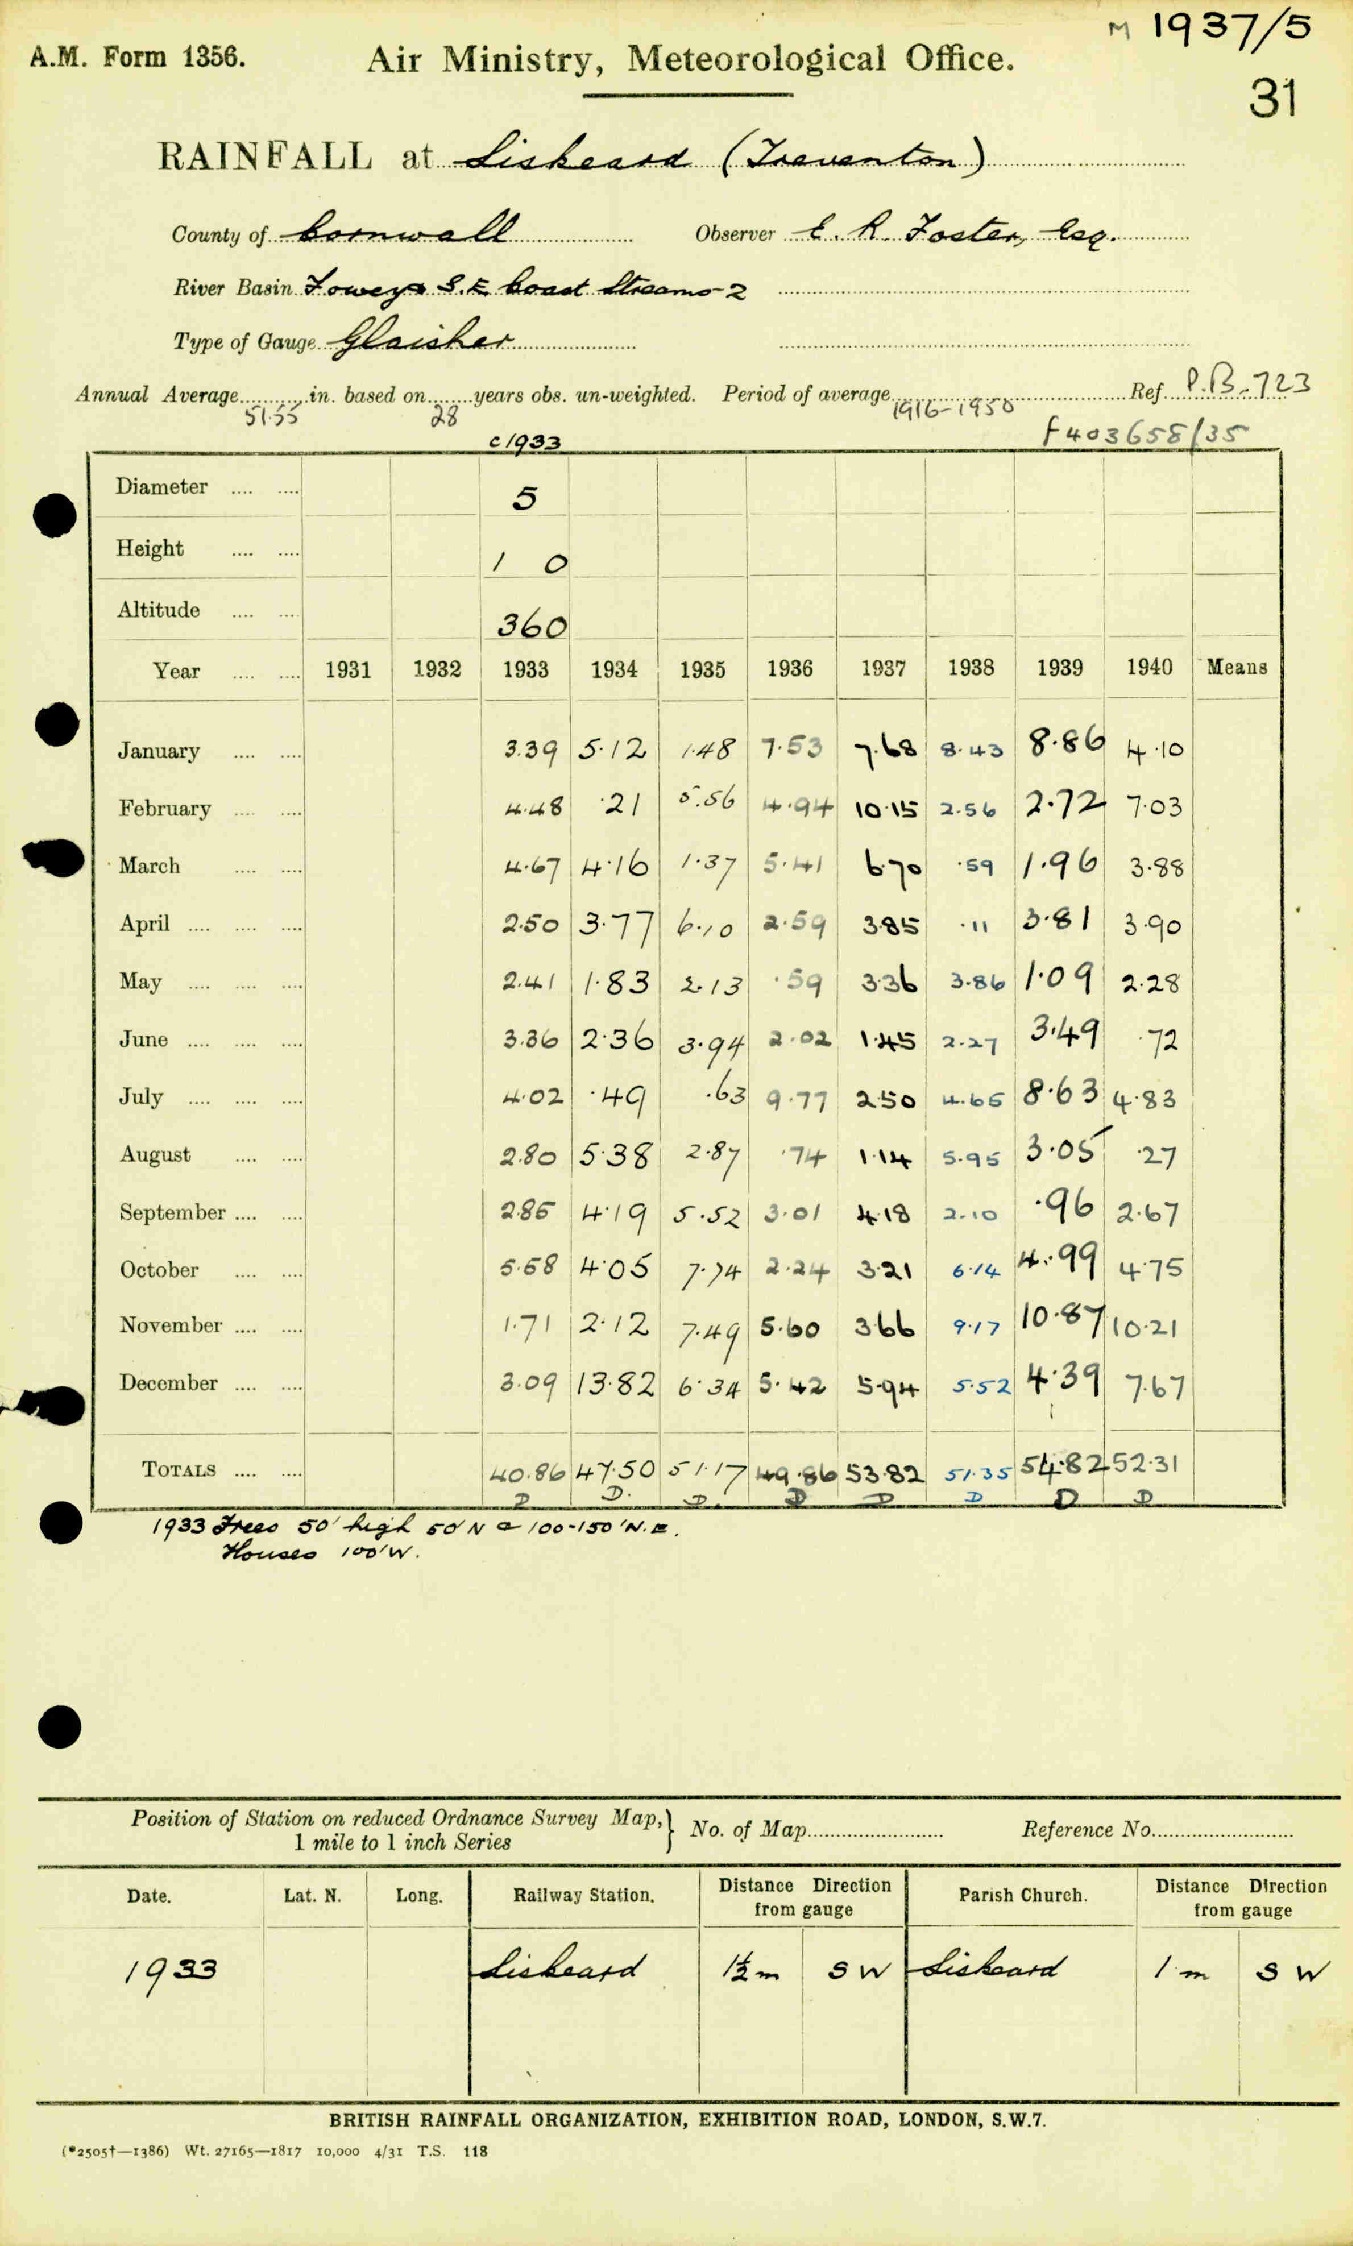 M 1937/5
A.M. Form 1356. Air Ministry, Meteorological Office.
31
RAINFALL at Liskeard (Treventon)
County of Cornwall Observer E. R. Foster, Esq.
River Basin Fowey & S.E Coast Streams - 2
Type of Gauge Glaisher
Annual Average 51.55 in. based on 28 years obs. un-weighted. Period of average 1916-1950 Ref. P.B. 723
c 1933 F403658/35
Diameter .... .... 5
Height .... .... 1 0
Altitude .... .... 360
Year .... .... 1931 1932 1933 1934 1935 1936 1937 1938 1939 1940 Means
January .... .... 3.39 5.12 1.48 7.53 7.68 8.43 8.86 4.10
February .... .... 4.48 .21 5.56 4.94 10.15 2.56 2.72 7.03
March .... .... 4.67 4.16 1.37 5.41 6.70 .59 1.96 3.88
April .... .... .... 2.50 3.77 6.10 2.59 3.85 .11 3.81 3.90
May .... .... .... 2.41 1.83 2.13 .59 3.36 3.86 1.09 2.28
June .... .... .... 3.36 2.36 3.94 2.02 1.45 2.27 3.49 .72
July .... .... .... 4.02 .49 .63 9.77 2.50 4.65 8.63 4.83
August .... .... 2.80 5.38 2.87 .74 1.14 5.95 3.05 .27
September .... .... 2.85 4.19 5.52 3.01 4.18 2.10 .96 2.67
October .... .... 5.58 4.05 7.74 2.24 3.21 6.14 4.99 4.75
November .... .... 1.71 2.12 7.49 5.60 3.66 9.17 10.87 10.21
December .... .... 3.09 13.82 6.34 5.42 5.94 5.52 4.39 7.67
TOTALS .... .... 40.86 47.50 51.17 49.86 53.82 51.35 54.82 52.31
D D. D. D D D D D
1933 Trees 50' high 50' N & 100-150' N.E.
Houses 100' W.
Position of Station on reduced Ordnance Survey Map,} No. of Map Reference No.
1 mile to 1 inch Series
Date. Lat. N. Long. Railway Station. Distance Direction from gauge Parish Church. Distance Direction from gauge
1933 Liskeard 1½ m S W Liskeard 1 m S W
BRITISH RAINFALL ORGANIZATION, EXHIBITION ROAD, LONDON, S.W.7.
(*2505†—1386) Wt. 27165—1817 10,000 4/31 T.S. 118